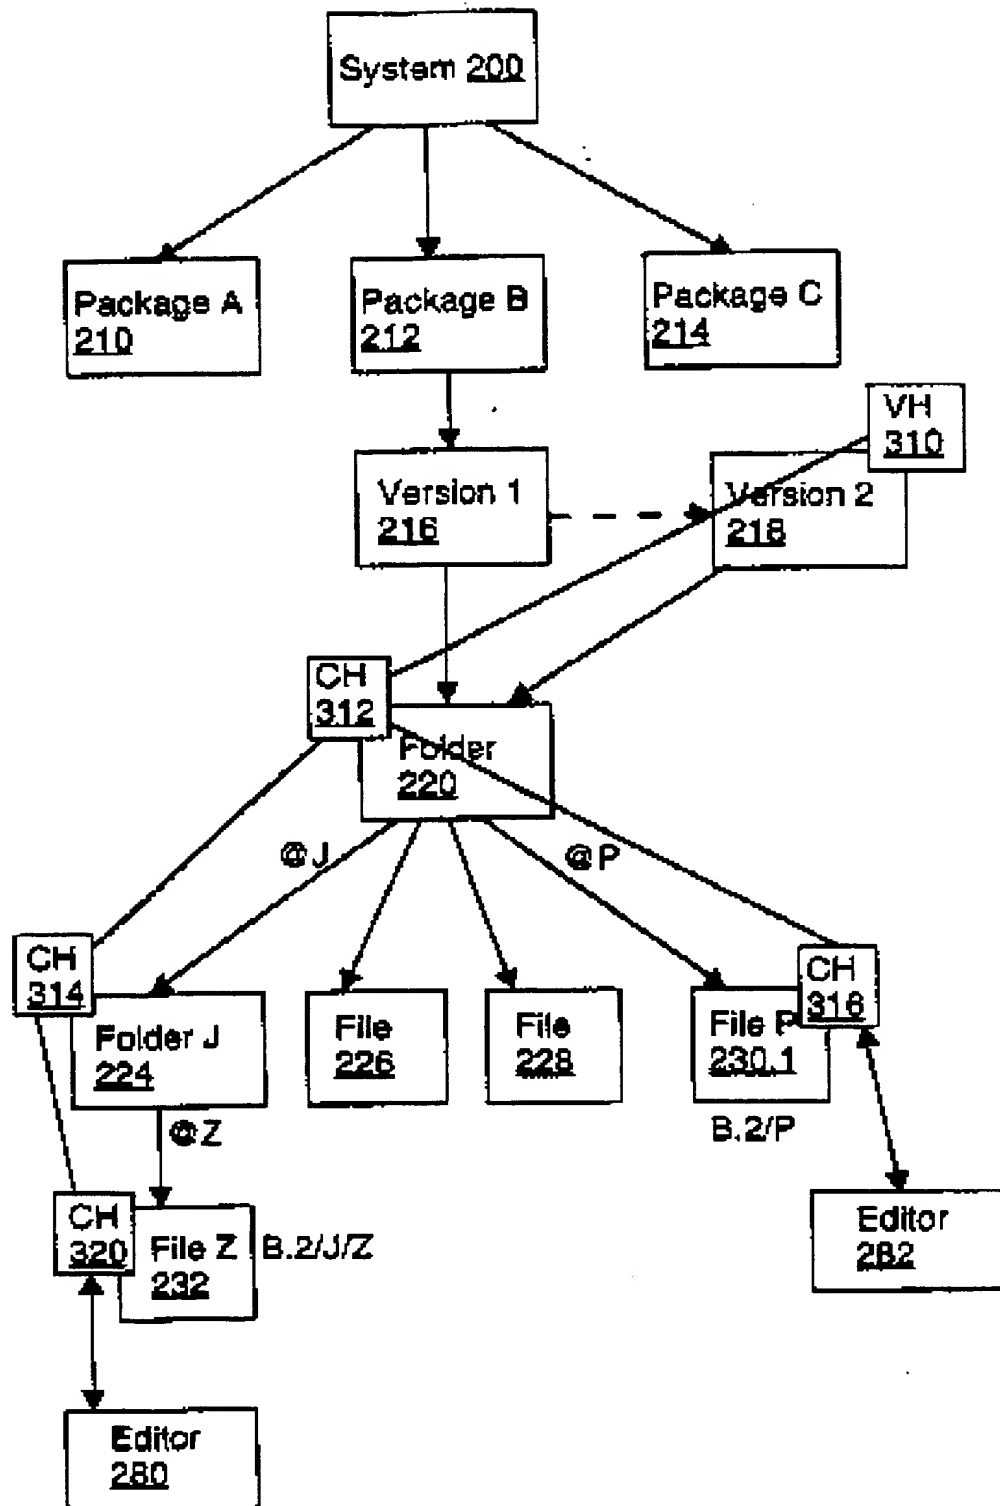 System 200
Package A
210
Package B
212
Package C
214
VH
310
Version 1
216
Version 2
218
CH
312
Folder
220
@J
@P
CH
314
Folder J
224
File
226
File
228
File P
230.1
CH
316
B.2/P
@Z
CH
320
File Z
232
B.2/J/Z
Editor
282
Editor
280